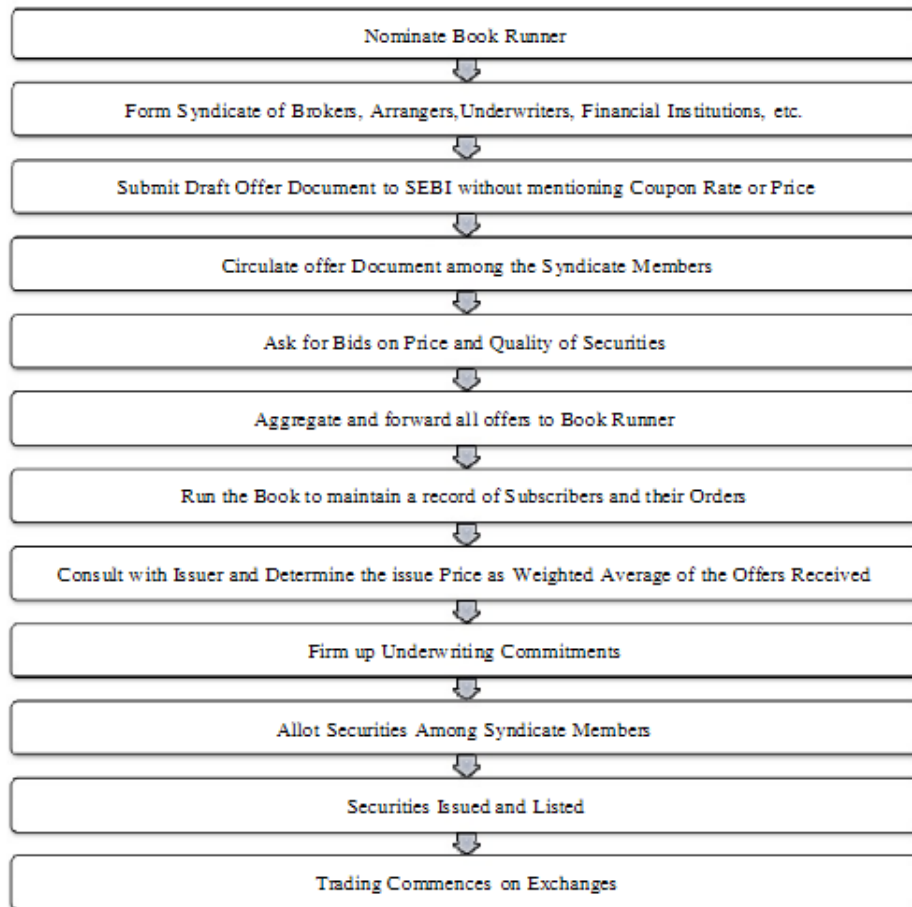 Nominate Book Runner
Form Syndicate of Brokers, Arrangers,Underwriters, Financial Institutions, etc.
Submit Draft Offer Document to SEBI without mentioning Coupon Rate or Price
Circulate offer Document among the Syndicate Members
Ask for Bids on Price and Quality of Securities
Aggregate and forward all offers to Book Runner
Run the Book to maintain a record of Subscribers and their Orders
Consult with Issuer and Determine the issue Price as Weighted Average of the Offers Received
Firm up Underwriting Commitments
Allot Securities Among Syndicate Members
Securities Issued and Listed
Trading Commences on Exchanges